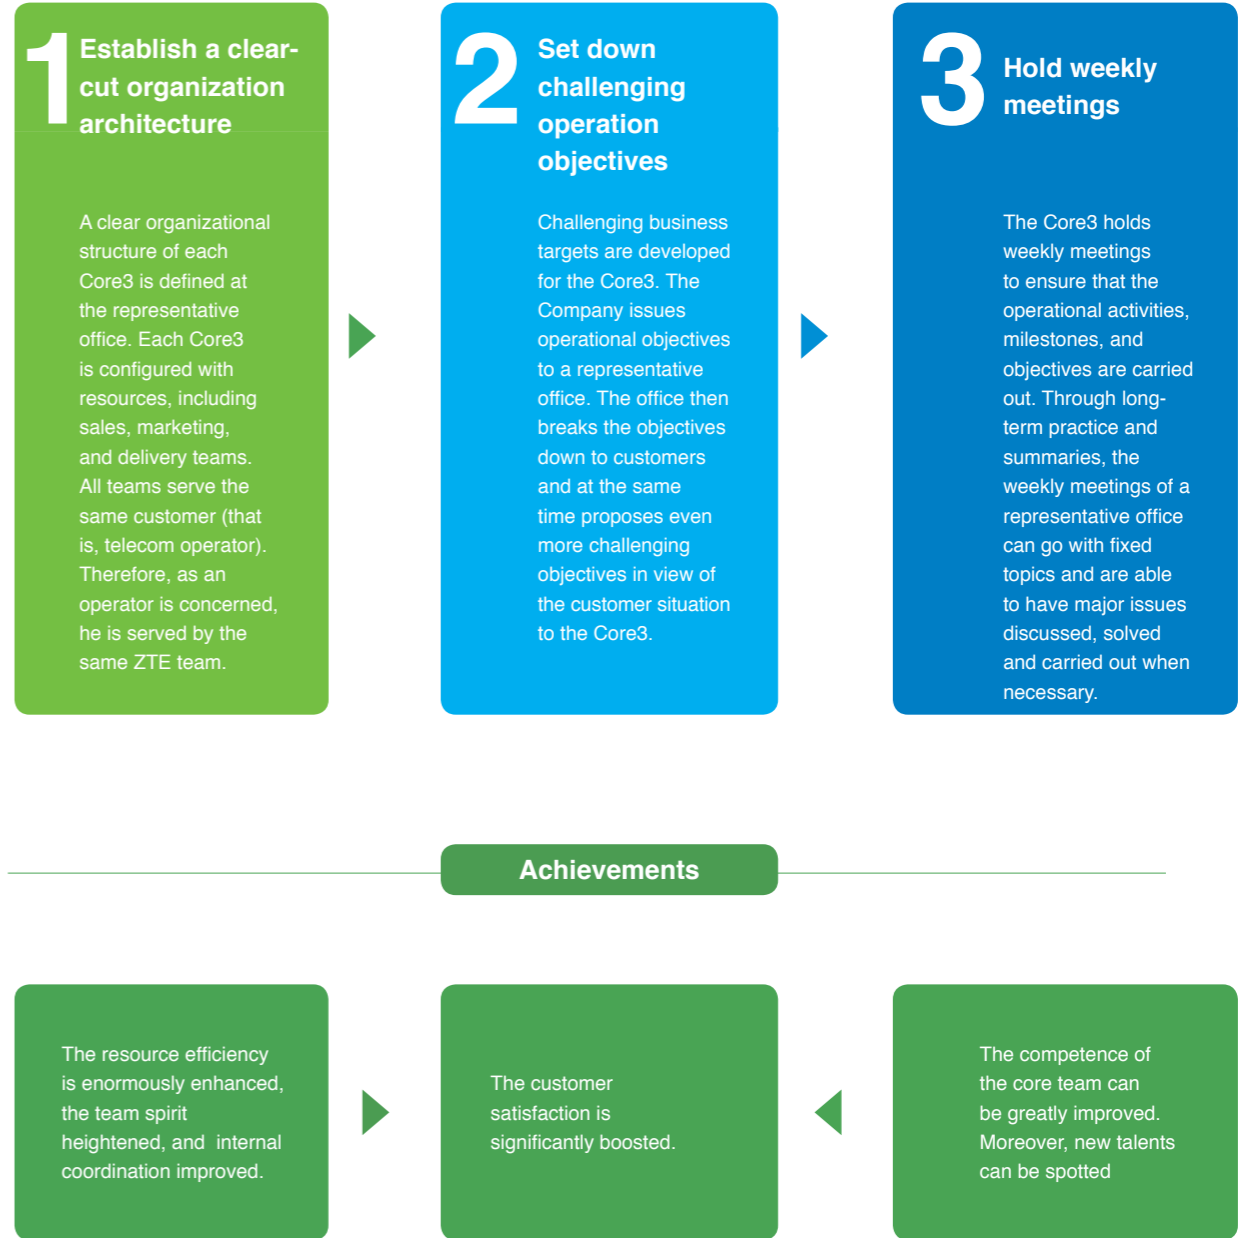 1
Establish a clear-
cut organization
architecture
A clear organizational
structure of each
Core3 is defined at
the representative
office. Each Core3
is configured with
resources, including
sales, marketing,
and delivery teams.
All teams serve the
same customer (that
is, telecom operator).
Therefore, as an
operator is concerned,
he is served by the
same ZTE team.
2
Set down
challenging
operation
objectives
Challenging business
targets are developed
for the Core3. The
Company issues
operational objectives
to a representative
office. The office then
breaks the objectives
down to customers
and at the same
time proposes even
more challenging
objectives in view of
the customer situation
to the Core3.
3
Hold weekly
meetings
The Core3 holds
weekly meetings
to ensure that the
operational activities,
milestones, and
objectives are carried
out. Through long-
term practice and
summaries, the
weekly meetings of a
representative office
can go with fixed
topics and are able
to have major issues
discussed, solved
and carried out when
necessary.
Achievements
The resource efficiency
is enormously enhanced,
the team spirit
heightened, and  internal
coordination improved.
The customer
satisfaction is
significantly boosted.
The competence of
the core team can
be greatly improved.
Moreover, new talents
can be spotted